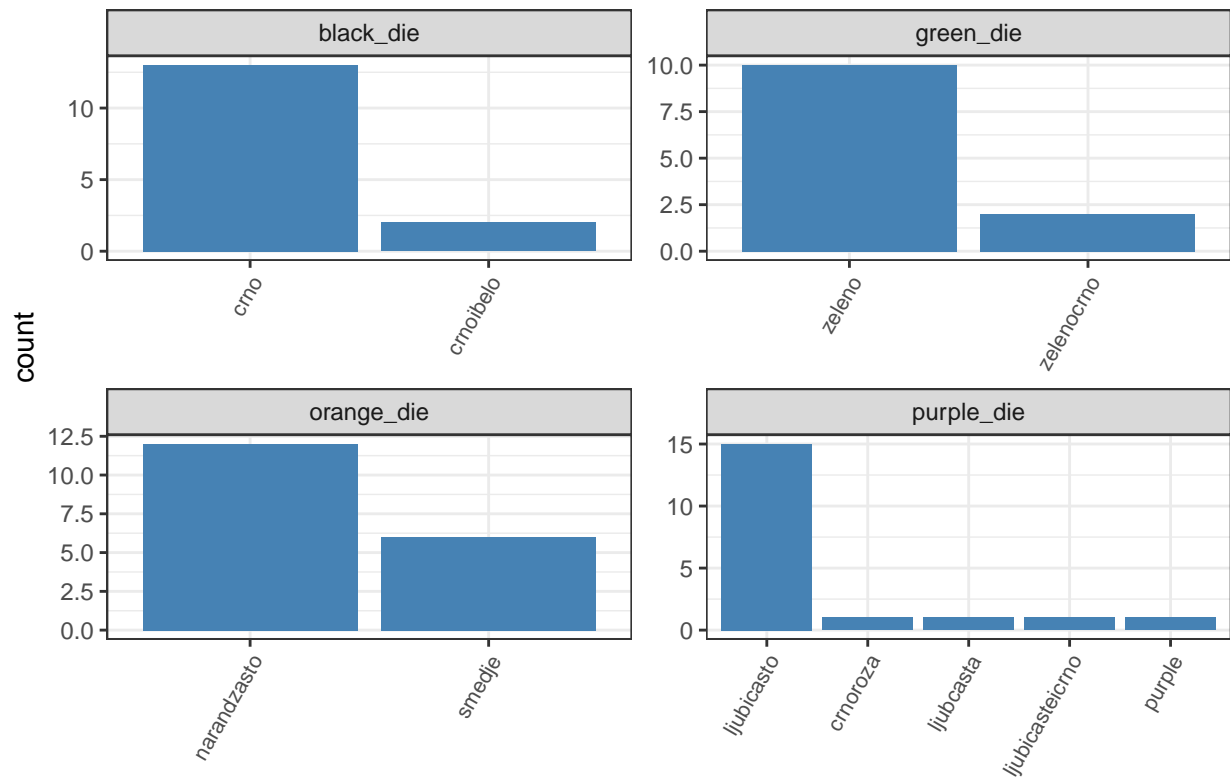 black_die
10
5
0
crno
crnoibelo
green_die
10.0
7.5
5.0
2.5
0.0
zeleno
zelenocrno
count
orange_die
12.5
10.0
7.5
5.0
2.5
0.0
narandzasto
smedje
purple_die
15
10
5
0
ljubicasto
crnoroza
ljubcasta
ljubicasteicrno
purple